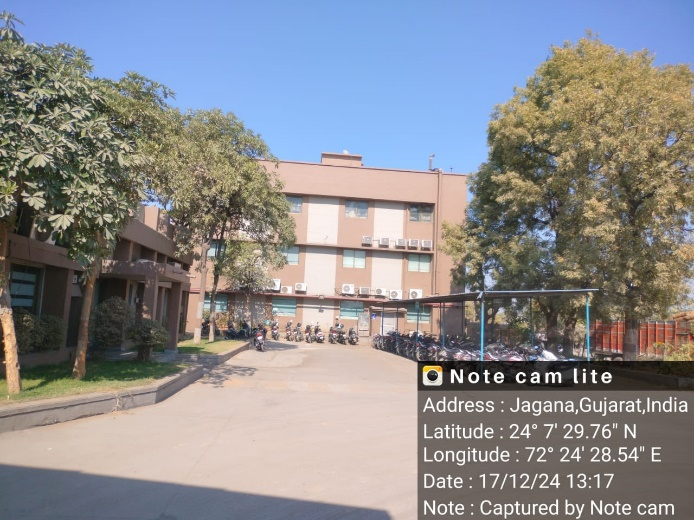 Note cam lite
Address : Jagana,Gujarat,India
Latitude : 24° 7' 29.76" N
Longitude : 72° 24' 28.54" E
Date : 17/12/24 13:17
Note : Captured by Note cam